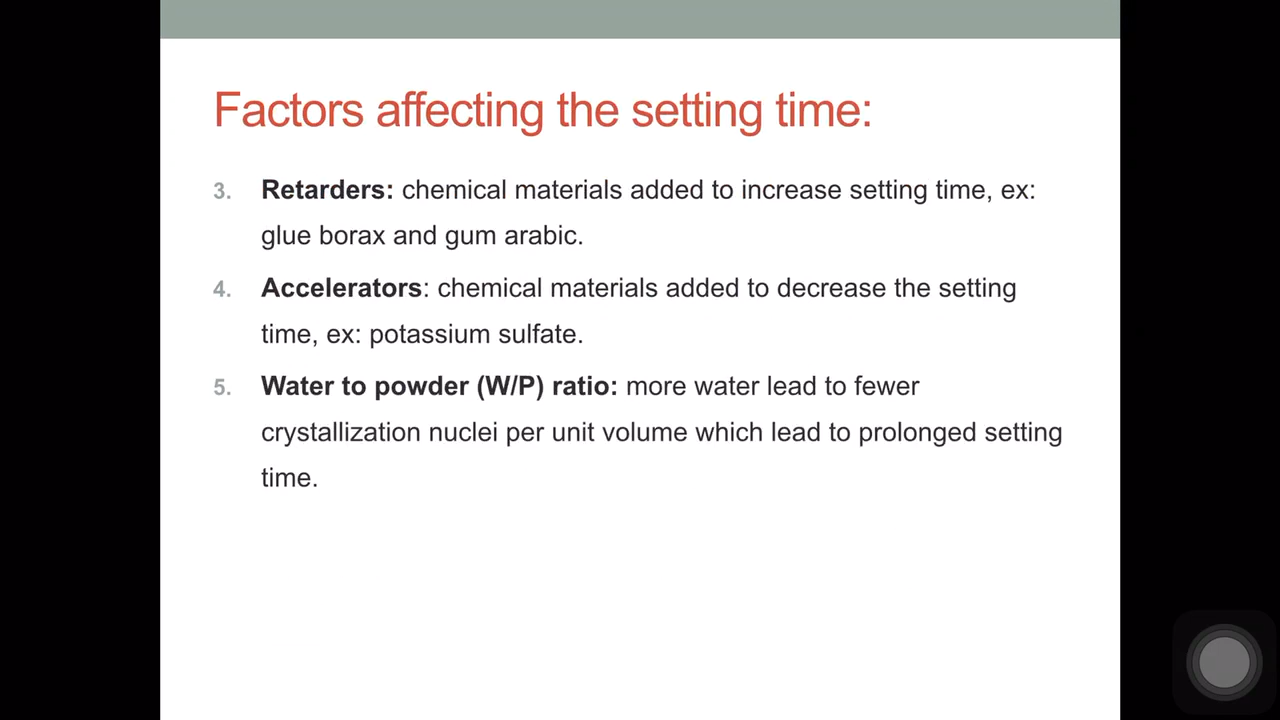 Factors affecting the setting time:
3. Retarders: chemical materials added to increase setting time, ex:
glue borax and gum arabic.
4. Accelerators: chemical materials added to decrease the setting
time, ex: potassium sulfate.
5. Water to powder (W/P) ratio: more water lead to fewer
crystallization nuclei per unit volume which lead to prolonged setting
time.